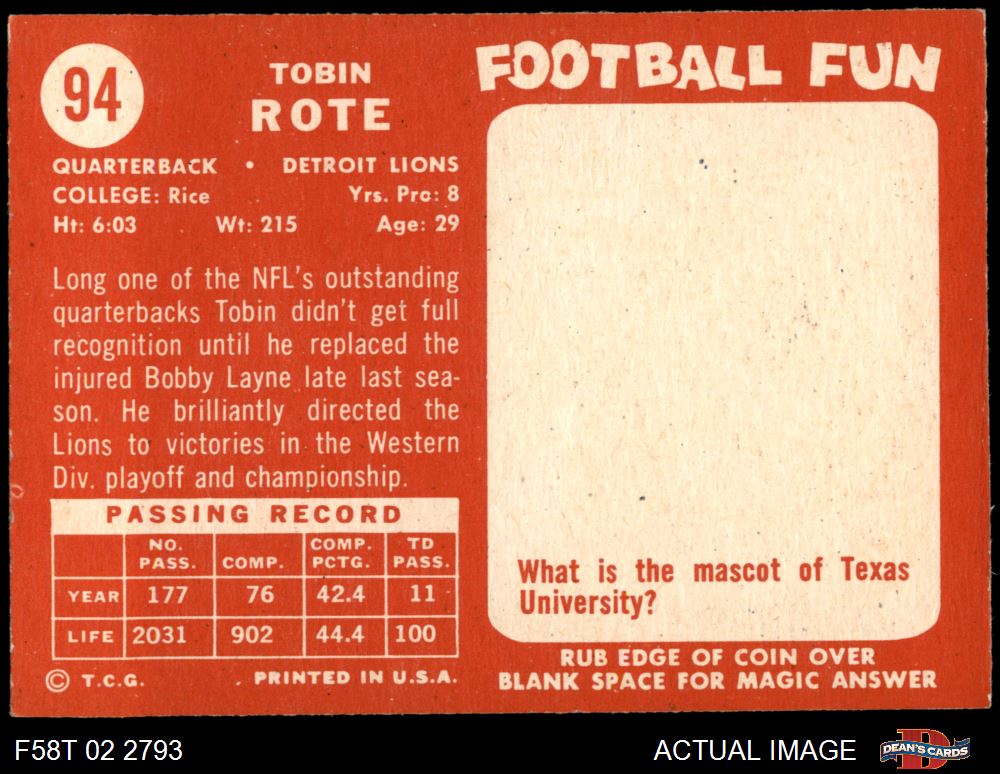 94
TOBIN
ROTE
QUARTERBACK • DETROIT LIONS
COLLEGE: Rice Yrs. Pro: 8
Ht: 6:03 Wt: 215 Age: 29
Long one of the NFL's outstanding
quarterbacks Tobin didn't get full
recognition until he replaced the
injured Bobby Layne late last sea-
son. He brilliantly directed the
Lions to victories in the Western
Div. playoff and championship.
PASSING RECORD
NO. PASS. COMP. COMP. PCTG. TD PASS.
YEAR 177 76 42.4 11
LIFE 2031 902 44.4 100
© T.C.G. PRINTED IN U.S.A.
FOOTBALL FUN
What is the mascot of Texas
University?
RUB EDGE OF COIN OVER
BLANK SPACE FOR MAGIC ANSWER
F58T 02 2793 ACTUAL IMAGE DEAN'S CARDS